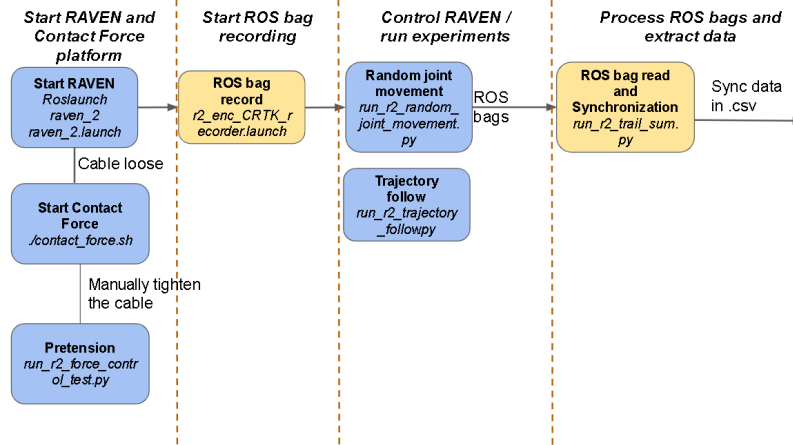 Start RAVEN and
Contact Force
platform
Start ROS bag
recording
Control RAVEN /
run experiments
Process ROS bags and
extract data
Start RAVEN
Roslaunch
raven_2
raven_2.launch
ROS bag
record
r2_enc_CRTK_r
ecorder.launch
Random joint
movement
run_r2_random_
joint_movement.
py
ROS
bags
ROS bag read
and
Synchronization
run_r2_trail_sum.
py
Sync data
in .csv
Cable loose
Start Contact
Force
./contact_force.sh
Trajectory
follow
run_r2_trajectory
_followpy
Manually tighten
the cable
Pretension
run_r2_force_contr
ol_test.py